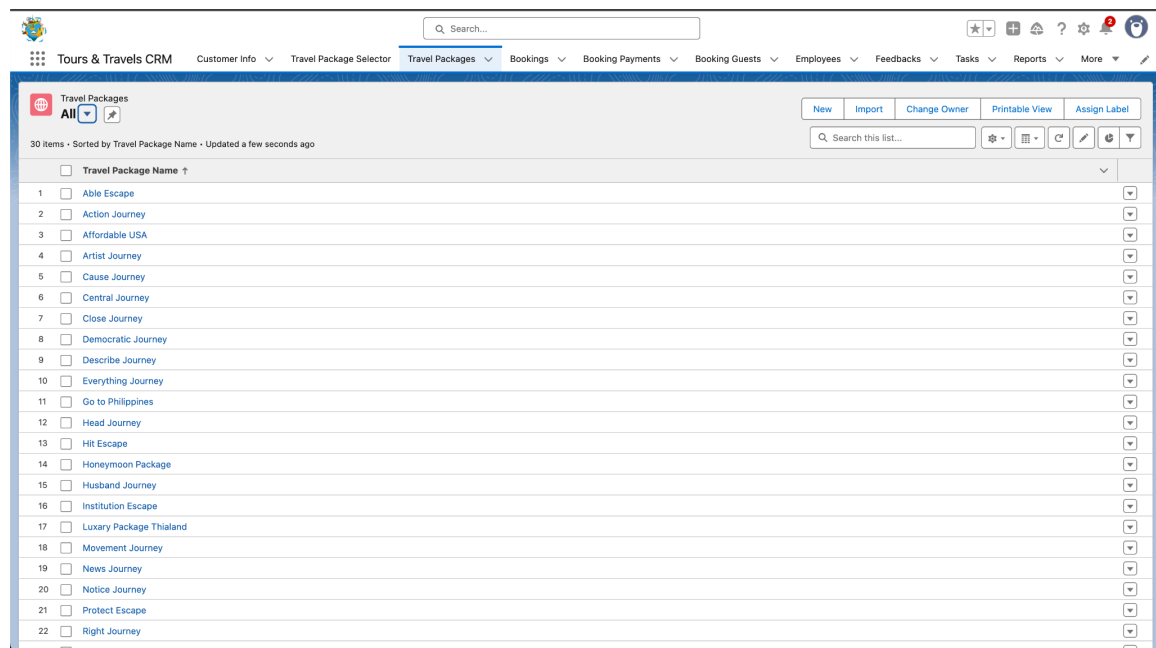 Search...
2
Tours & Travels CRM Customer Info Travel Package Selector Travel Packages Bookings Booking Payments Booking Guests Employees Feedbacks Tasks Reports More
Travel Packages
All
New Import Change Owner Printable View Assign Label
30 items • Sorted by Travel Package Name • Updated a few seconds ago
Search this list...
Travel Package Name ↑
1 Able Escape
2 Action Journey
3 Affordable USA
4 Artist Journey
5 Cause Journey
6 Central Journey
7 Close Journey
8 Democratic Journey
9 Describe Journey
10 Everything Journey
11 Go to Philippines
12 Head Journey
13 Hit Escape
14 Honeymoon Package
15 Husband Journey
16 Institution Escape
17 Luxary Package Thialand
18 Movement Journey
19 News Journey
20 Notice Journey
21 Protect Escape
22 Right Journey